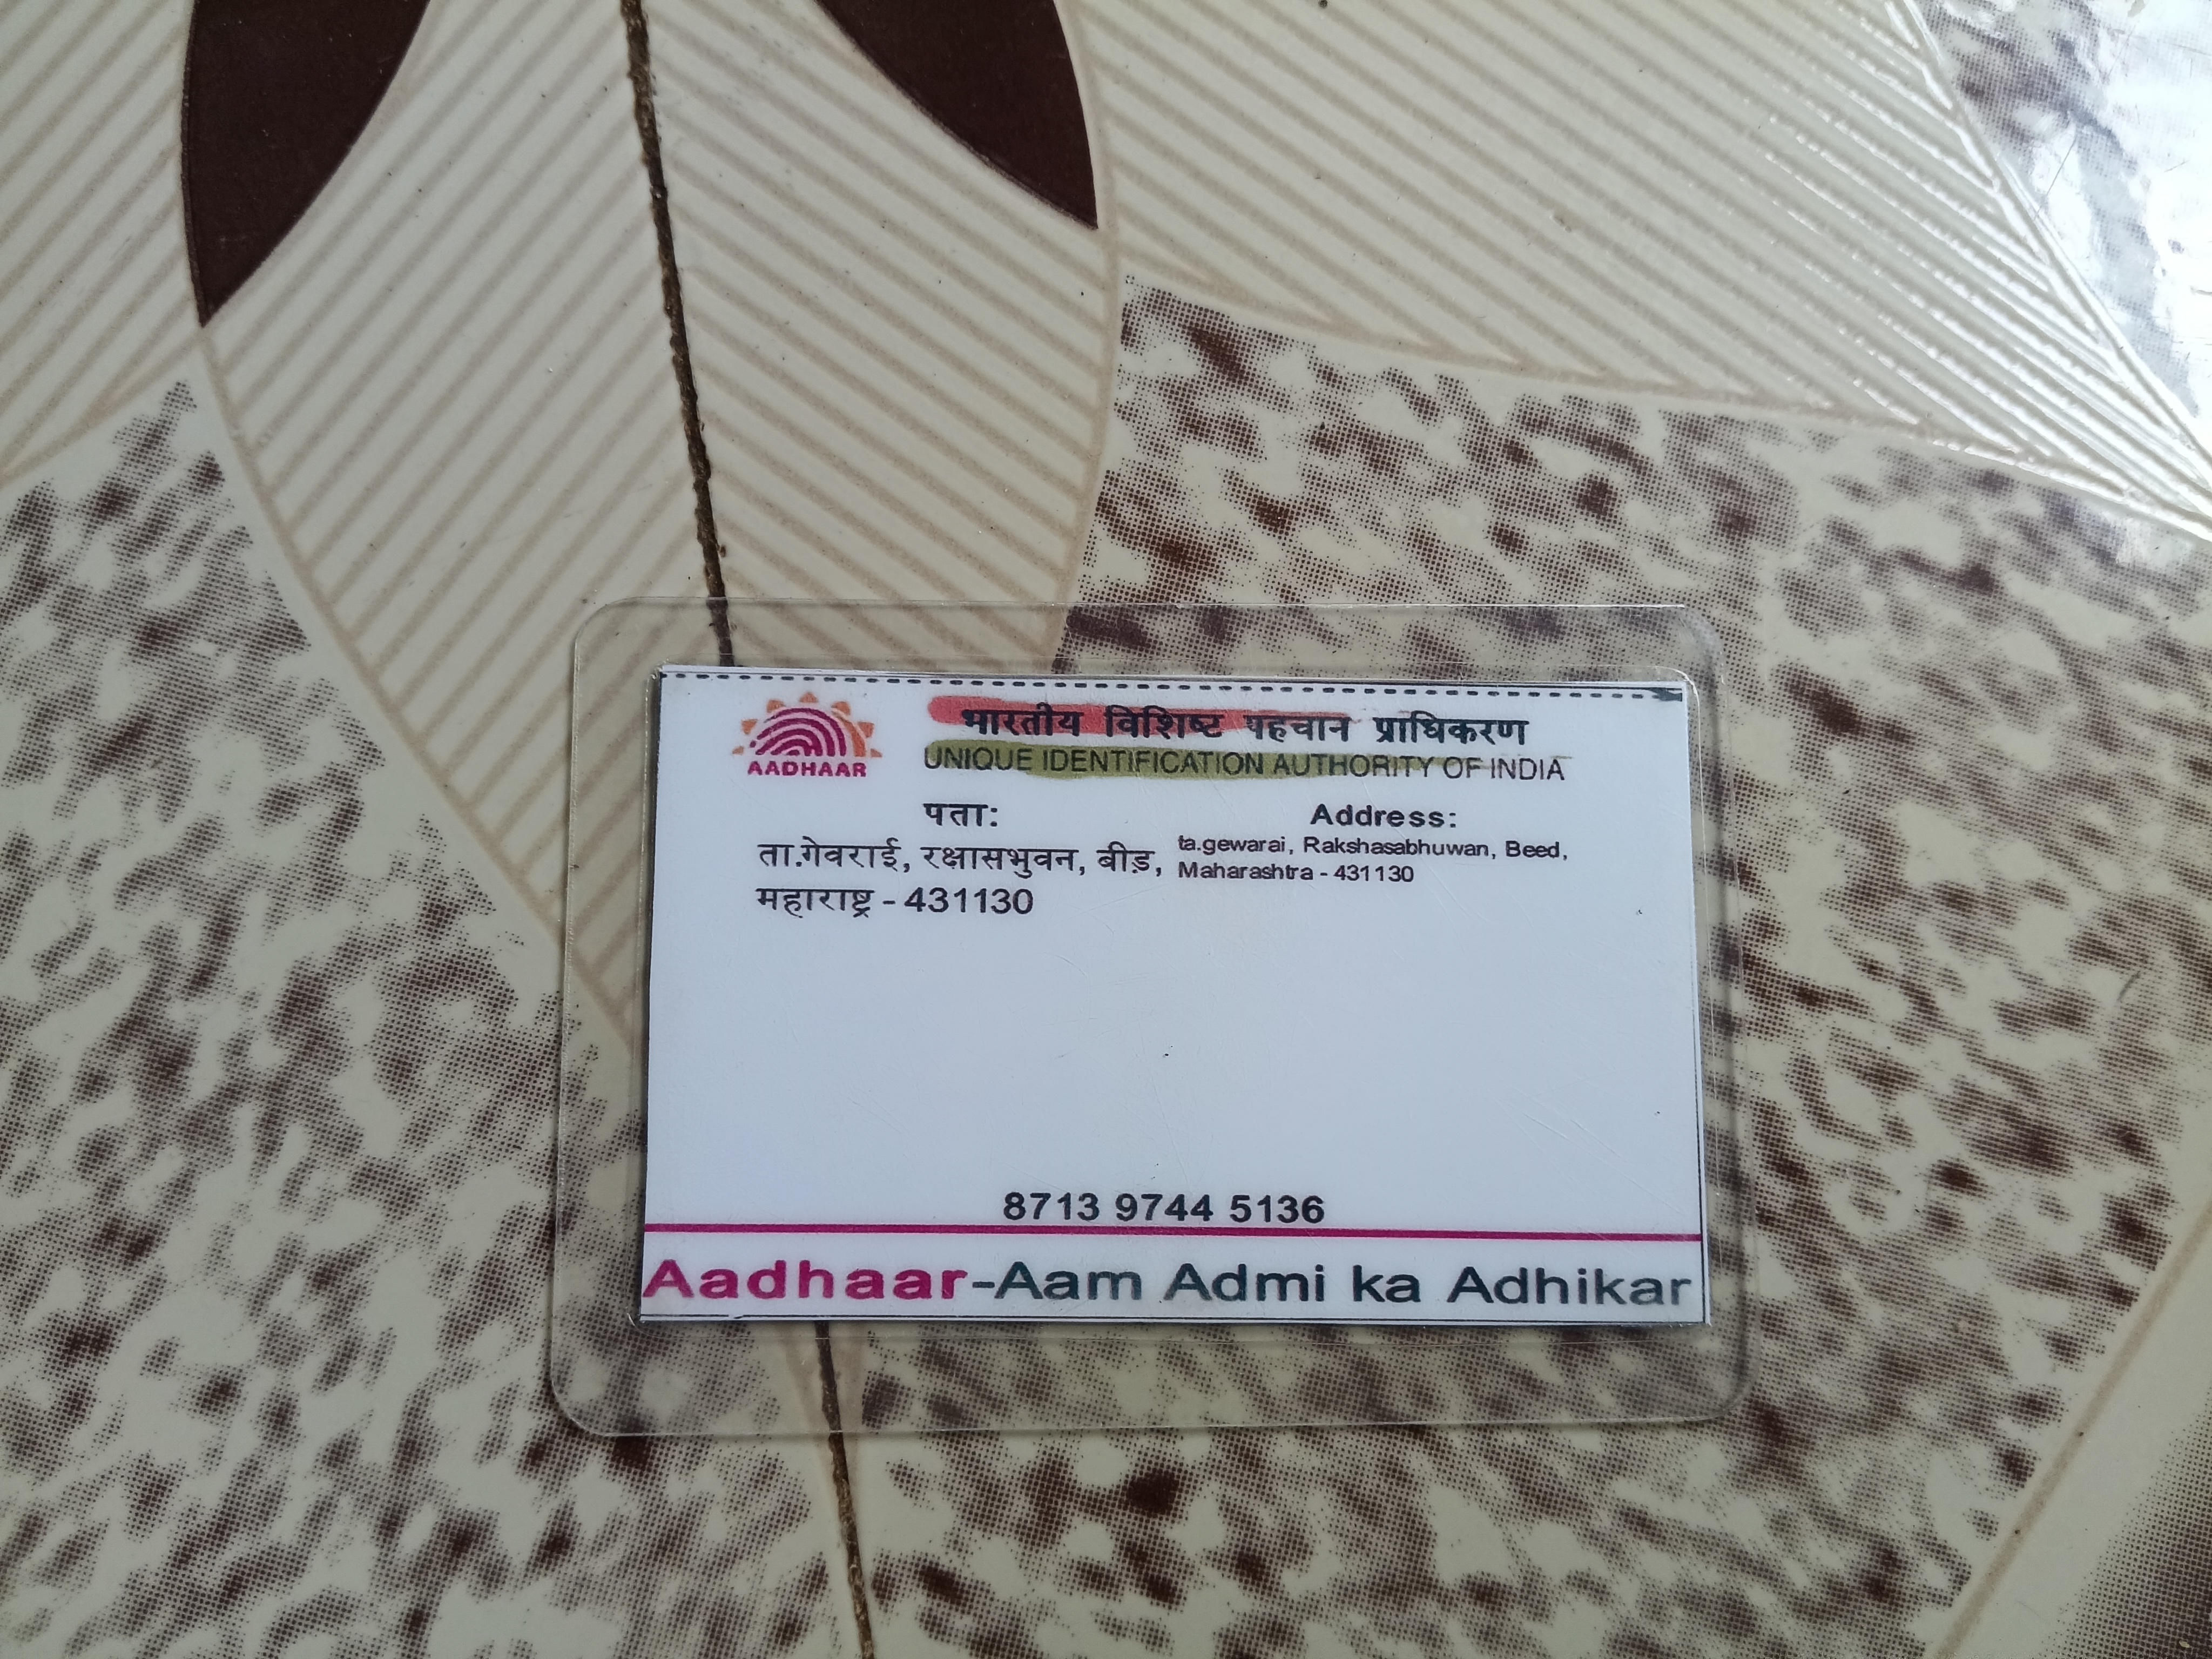 AADHAAR
भारतीय विशिष्ट पहचान प्राधिकरण
UNIQUE IDENTIFICATION AUTHORITY OF INDIA
पता:
ता.गेवराई, रक्षासभुवन, बीड़,
महाराष्ट्र - 431130
Address:
ta.gewarai, Rakshasabhuwan, Beed,
Maharashtra - 431130
8713 9744 5136
Aadhaar-Aam Admi ka Adhikar